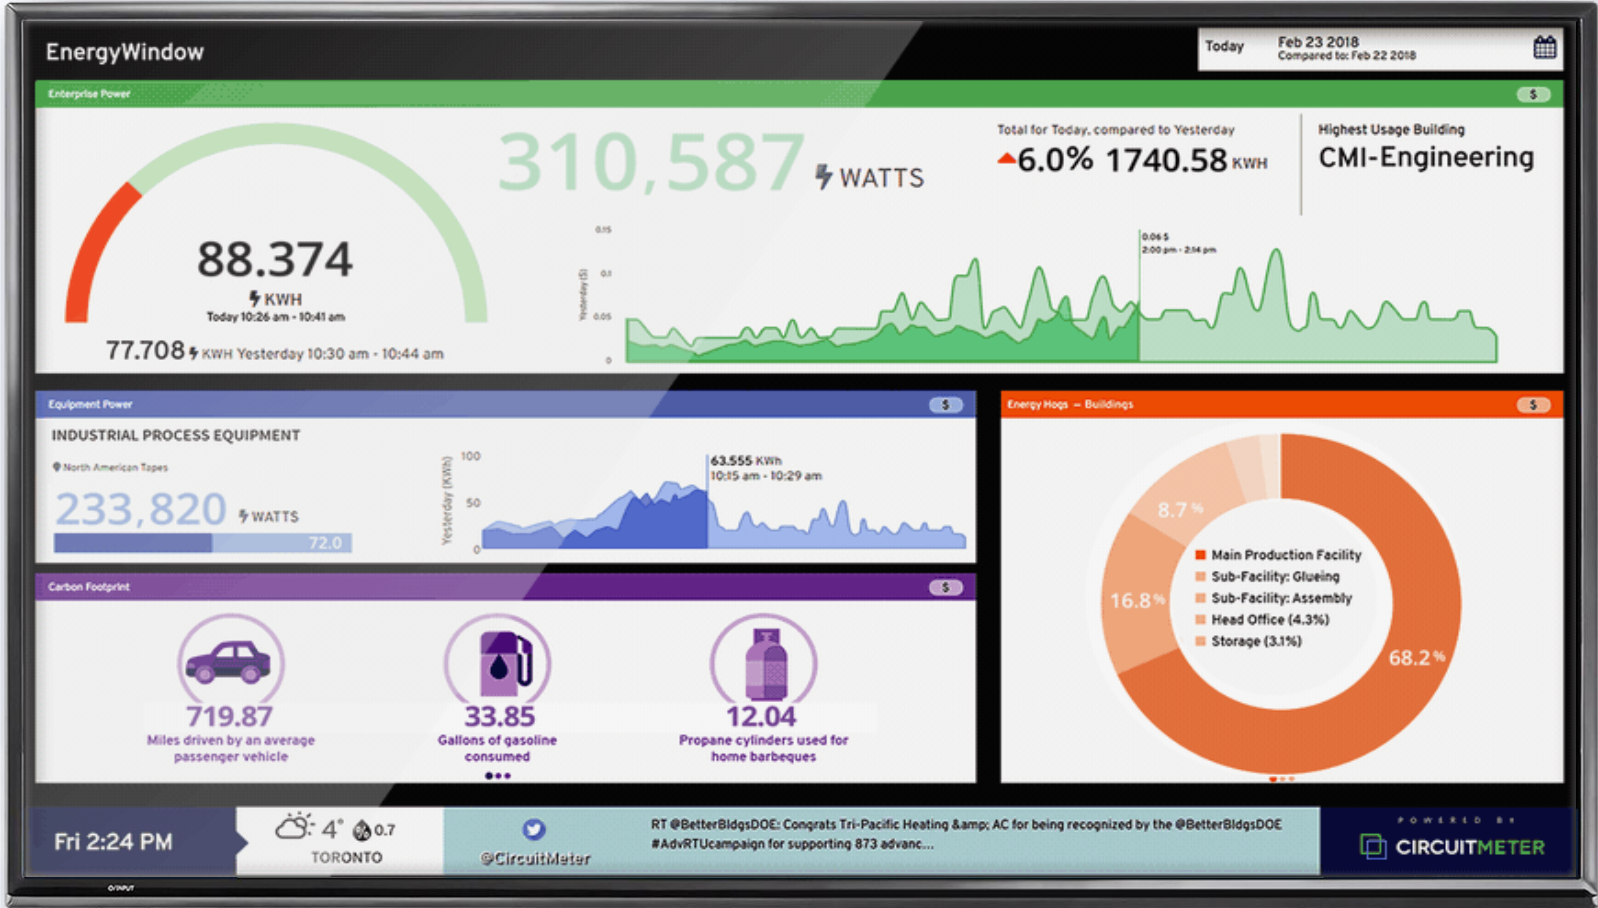 EnergyWindow
Today
Feb 23 2018
Compared to: Feb 22 2018
Enterprise Power
$
88.374
KWH
Today 10:26 am - 10:41 am
77.708 KWH Yesterday 10:30 am - 10:44 am
310,587 WATTS
Total for Today, compared to Yesterday
6.0% 1740.58 KWH
Highest Usage Building
CMI-Engineering
Yesterday ($)
0.15
0.1
0.05
0
0.06 $
2:00 pm - 2:14 pm
Equipment Power
$
INDUSTRIAL PROCESS EQUIPMENT
North American Tapes
233,820 WATTS
72.0
Yesterday (KWh)
100
50
0
63.555 KWh
10:15 am - 10:29 am
Energy Hogs – Buildings
$
8.7 %
16.8 %
68.2 %
Main Production Facility
Sub-Facility: Glueing
Sub-Facility: Assembly
Head Office (4.3%)
Storage (3.1%)
Carbon Footprint
$
719.87
Miles driven by an average
passenger vehicle
33.85
Gallons of gasoline
consumed
12.04
Propane cylinders used for
home barbeques
Fri 2:24 PM
4° 0.7
TORONTO
@CircuitMeter
RT @BetterBldgsDOE: Congrats Tri-Pacific Heating &amp; AC for being recognized by the @BetterBldgsDOE
#AdvRTUcampaign for supporting 873 advanc...
POWERED BY
CIRCUITMETER
O/INPUT